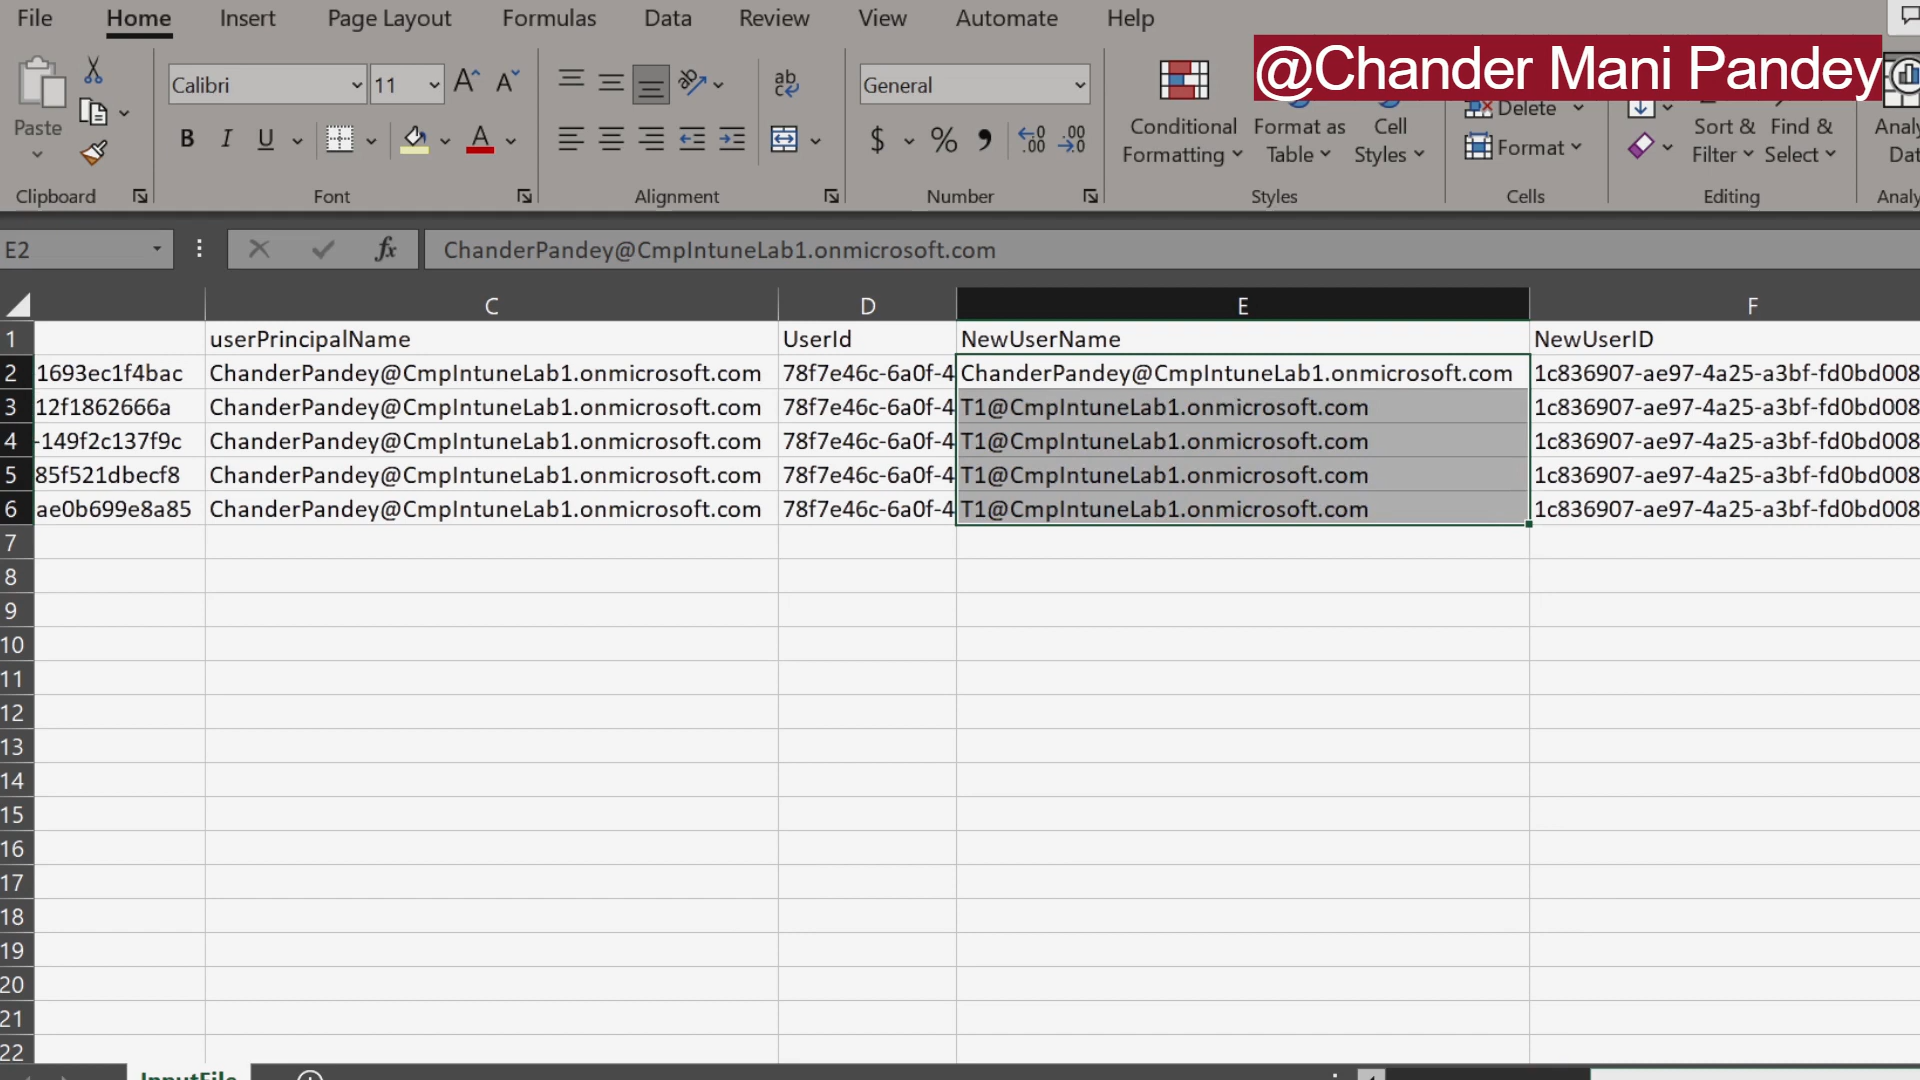 File Home Insert Page Layout Formulas Data Review View Automate Help
@Chander Mani Pandey
Calibri 11 A A ab General
Paste B I U A $ % , Conditional Formatting Format as Table Cell Styles
Delete
Format
Sort & Filter Find & Select
Clipboard Font Alignment Number Styles Cells Editing
E2 fx ChanderPandey@CmpIntuneLab1.onmicrosoft.com
C D E F
1 userPrincipalName UserId NewUserName NewUserID
2 1693ec1f4bac ChanderPandey@CmpIntuneLab1.onmicrosoft.com 78f7e46c-6a0f-4 ChanderPandey@CmpIntuneLab1.onmicrosoft.com 1c836907-ae97-4a25-a3bf-fd0bd008
3 12f1862666a ChanderPandey@CmpIntuneLab1.onmicrosoft.com 78f7e46c-6a0f-4 T1@CmpIntuneLab1.onmicrosoft.com 1c836907-ae97-4a25-a3bf-fd0bd008
4 -149f2c137f9c ChanderPandey@CmpIntuneLab1.onmicrosoft.com 78f7e46c-6a0f-4 T1@CmpIntuneLab1.onmicrosoft.com 1c836907-ae97-4a25-a3bf-fd0bd008
5 85f521dbecf8 ChanderPandey@CmpIntuneLab1.onmicrosoft.com 78f7e46c-6a0f-4 T1@CmpIntuneLab1.onmicrosoft.com 1c836907-ae97-4a25-a3bf-fd0bd008
6 ae0b699e8a85 ChanderPandey@CmpIntuneLab1.onmicrosoft.com 78f7e46c-6a0f-4 T1@CmpIntuneLab1.onmicrosoft.com 1c836907-ae97-4a25-a3bf-fd0bd008
7
8
9
10
11
12
13
14
15
16
17
18
19
20
21
22
InputFile